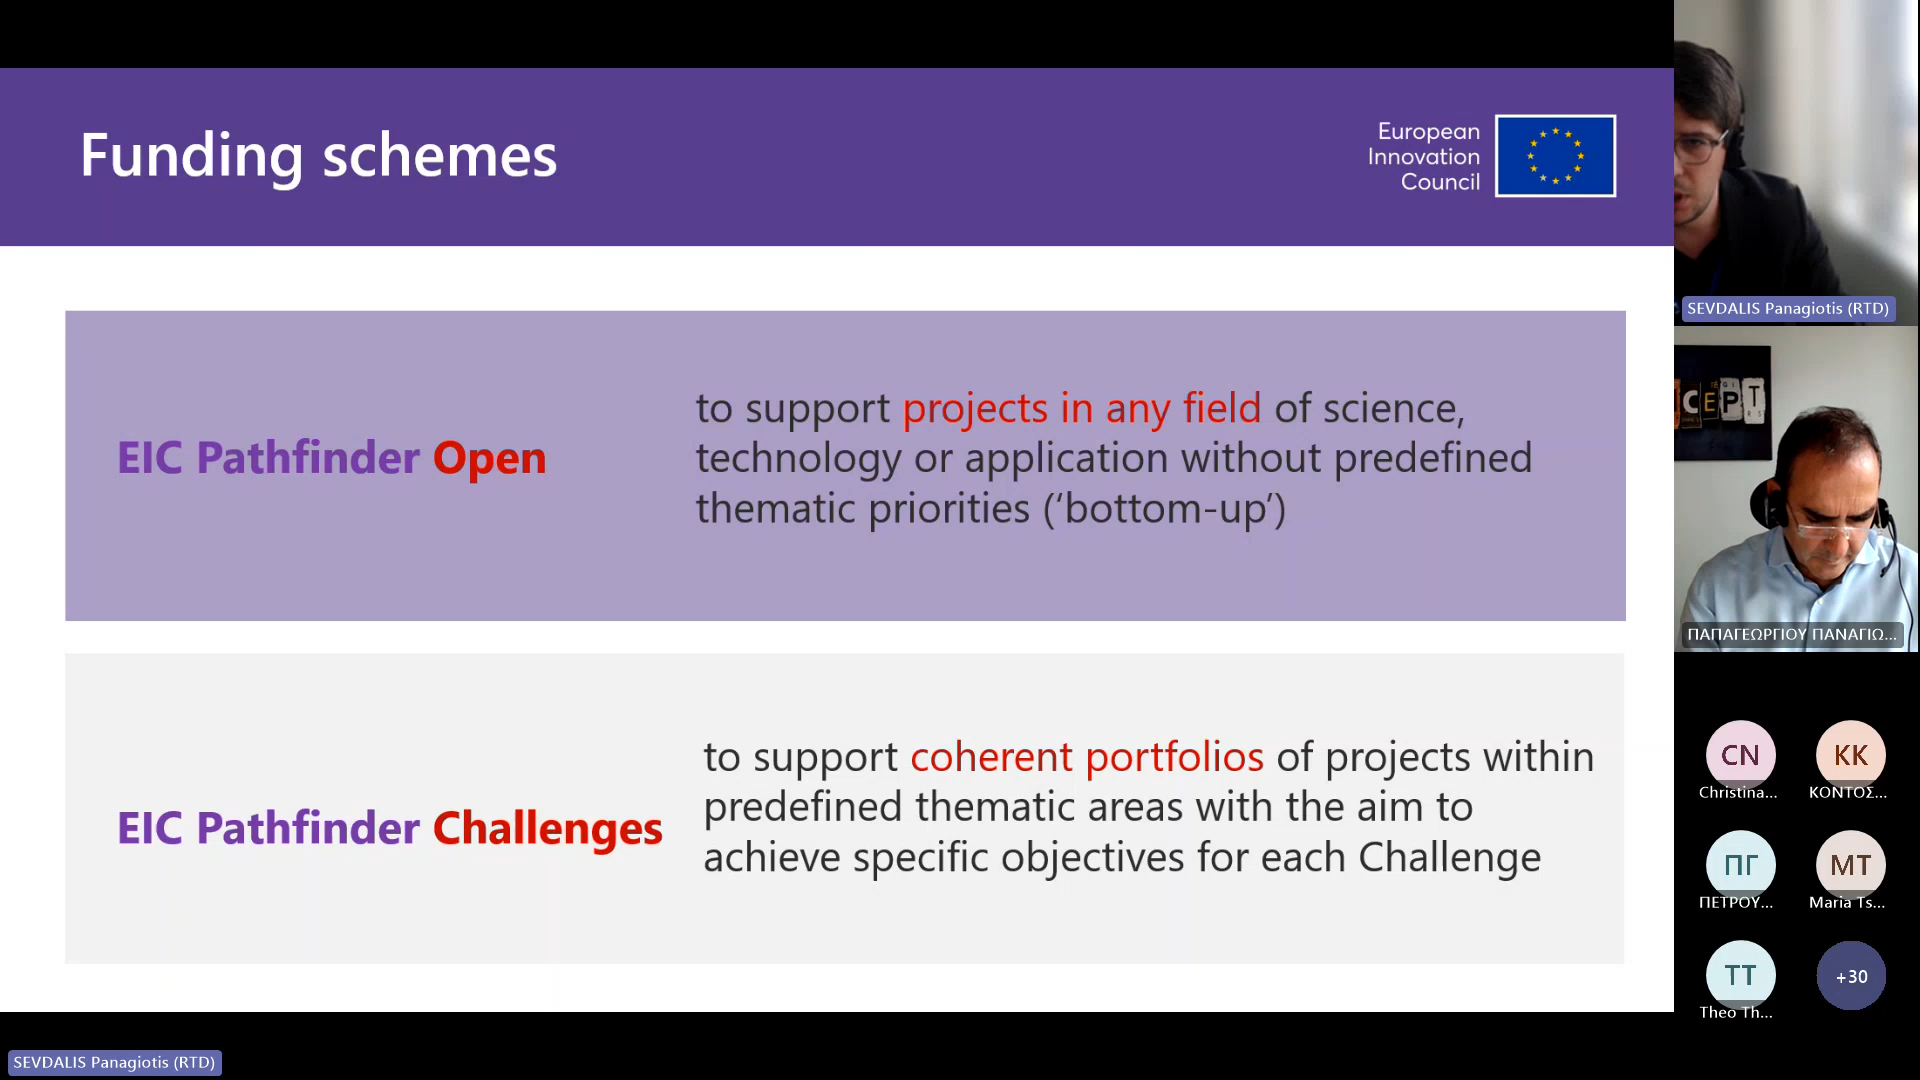 Funding schemes
European
Innovation
Council
EIC Pathfinder Open
to support projects in any field of science,
technology or application without predefined
thematic priorities (‘bottom-up’)
EIC Pathfinder Challenges
to support coherent portfolios of projects within
predefined thematic areas with the aim to
achieve specific objectives for each Challenge
SEVDALIS Panagiotis (RTD)
CEPT
ΠΑΠΑΓΕΩΡΓΙΟΥ ΠΑΝΑΓΙΩ...
CN
Christina...
KK
ΚΟΝΤΟΣ...
ΠΓ
ΠΕΤΡΟΥ...
MT
Maria Ts...
TT
Theo Th...
+30
SEVDALIS Panagiotis (RTD)